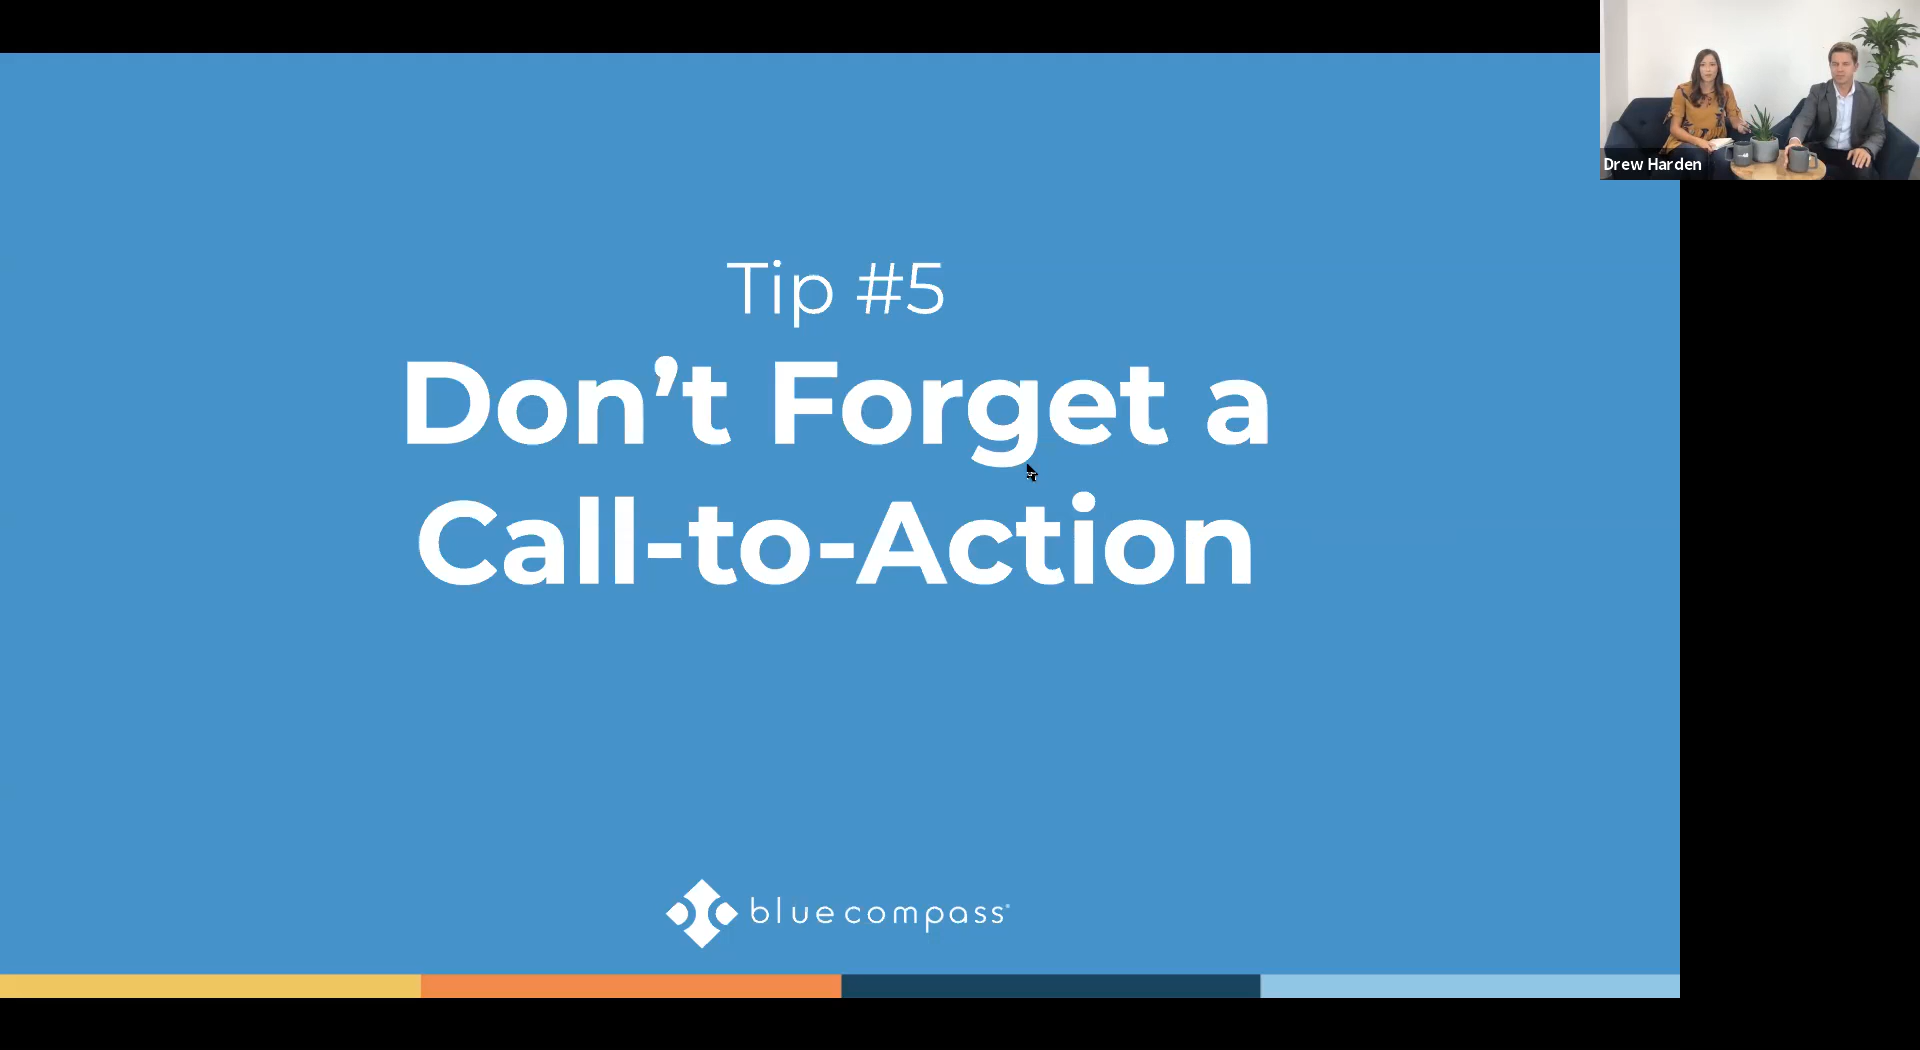 Tip #5
Don’t Forget a
Call-to-Action
blue compass
Drew Harden